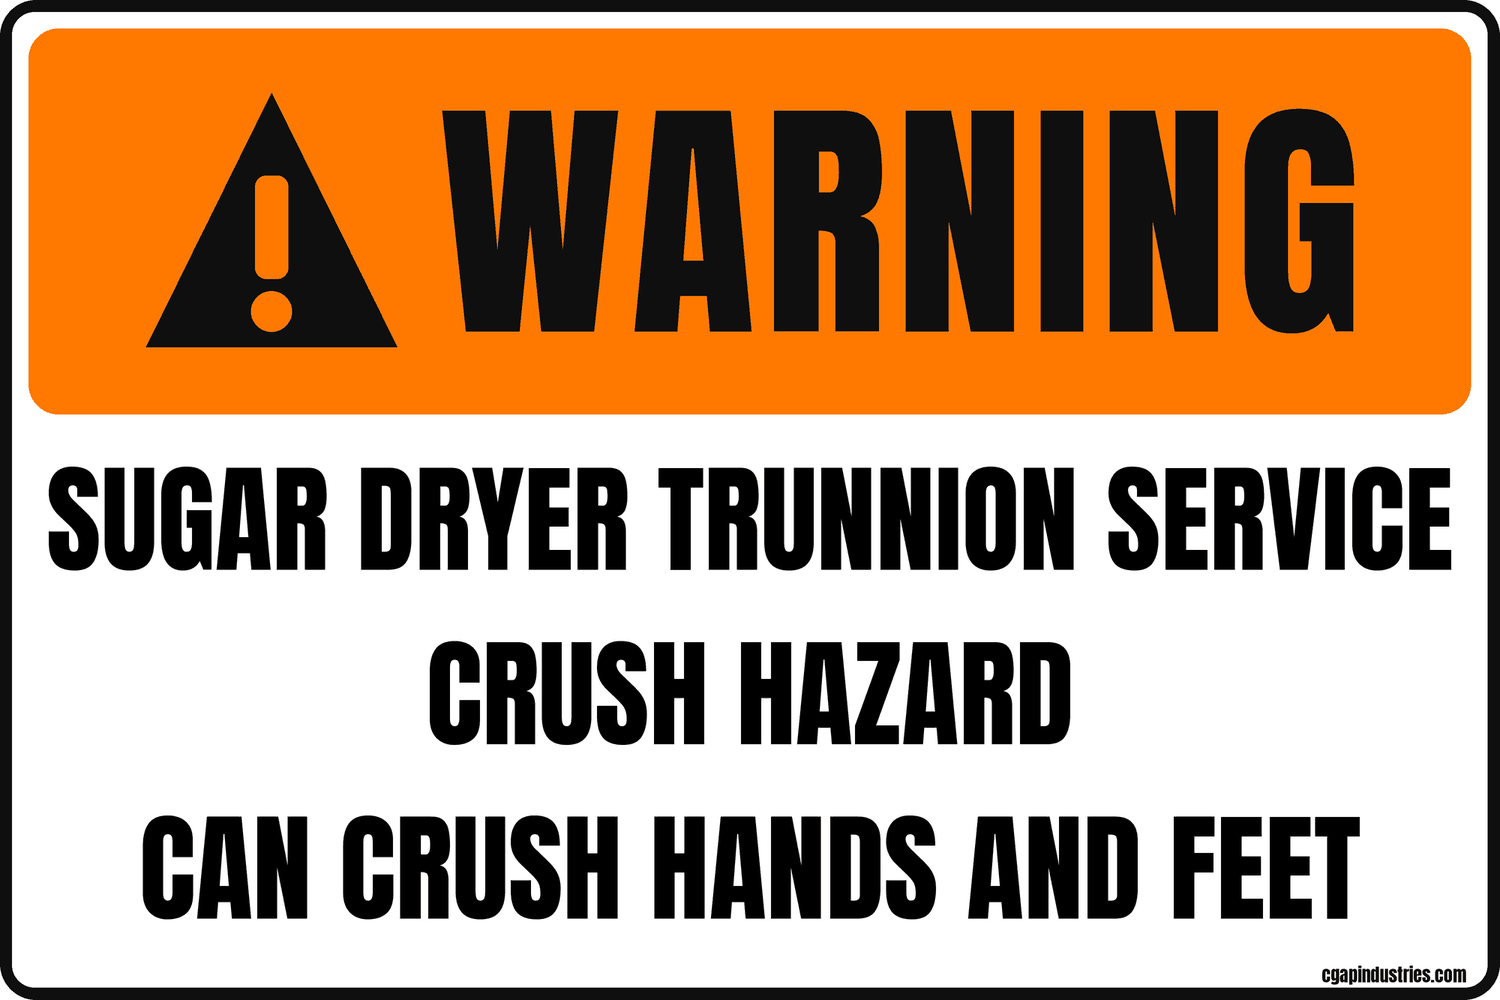 WARNING
SUGAR DRYER TRUNNION SERVICE
CRUSH HAZARD
CAN CRUSH HANDS AND FEET
cgapindustries.com